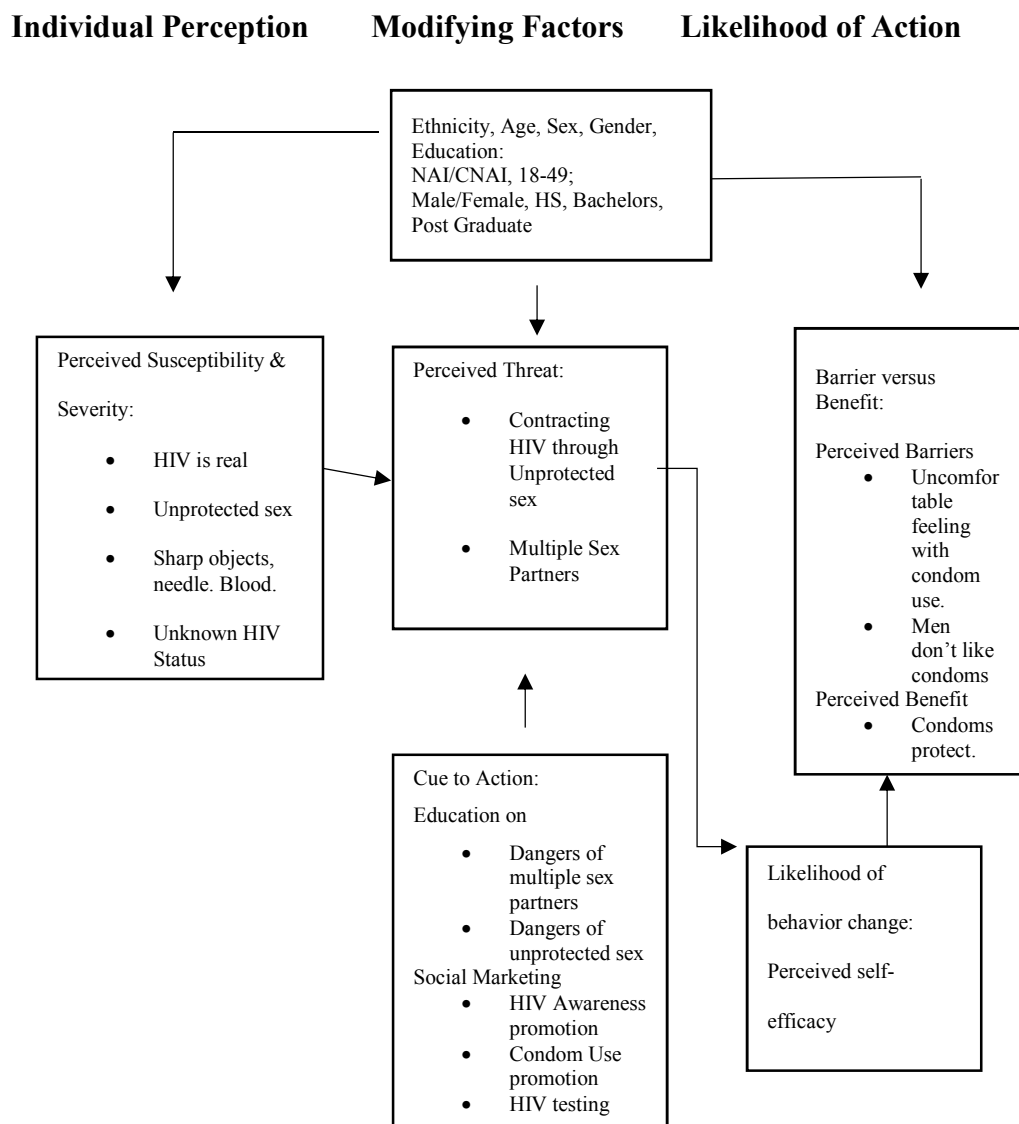 Individual Perception Modifying Factors Likelihood of Action
Ethnicity, Age, Sex, Gender,
Education:
NAI/CNAI, 18-49;
Male/Female, HS, Bachelors,
Post Graduate
Perceived Susceptibility &
Severity:
• HIV is real
• Unprotected sex
• Sharp objects,
needle. Blood.
• Unknown HIV
Status
Perceived Threat:
• Contracting
HIV through
Unprotected
sex
• Multiple Sex
Partners
Barrier versus
Benefit:
Perceived Barriers
• Uncomfor
table
feeling
with
condom
use.
• Men
don’t like
condoms
Perceived Benefit
• Condoms
protect.
Cue to Action:
Education on
• Dangers of
multiple sex
partners
• Dangers of
unprotected sex
Social Marketing
• HIV Awareness
promotion
• Condom Use
promotion
• HIV testing
Likelihood of
behavior change:
Perceived self-
efficacy